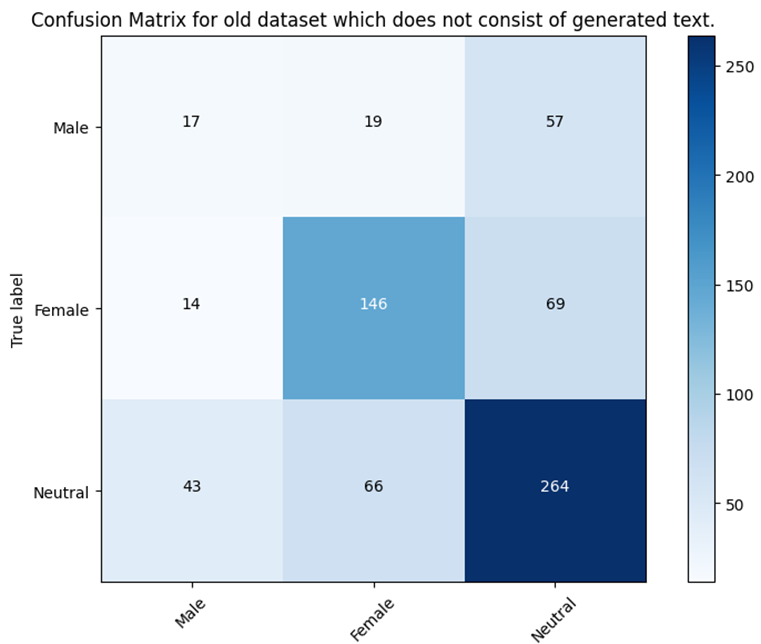 Confusion Matrix for old dataset which does not consist of generated text.
Male 17 19 57
Female 14 146 69
Neutral 43 66 264
True label
Male Female Neutral
250
200
150
100
50